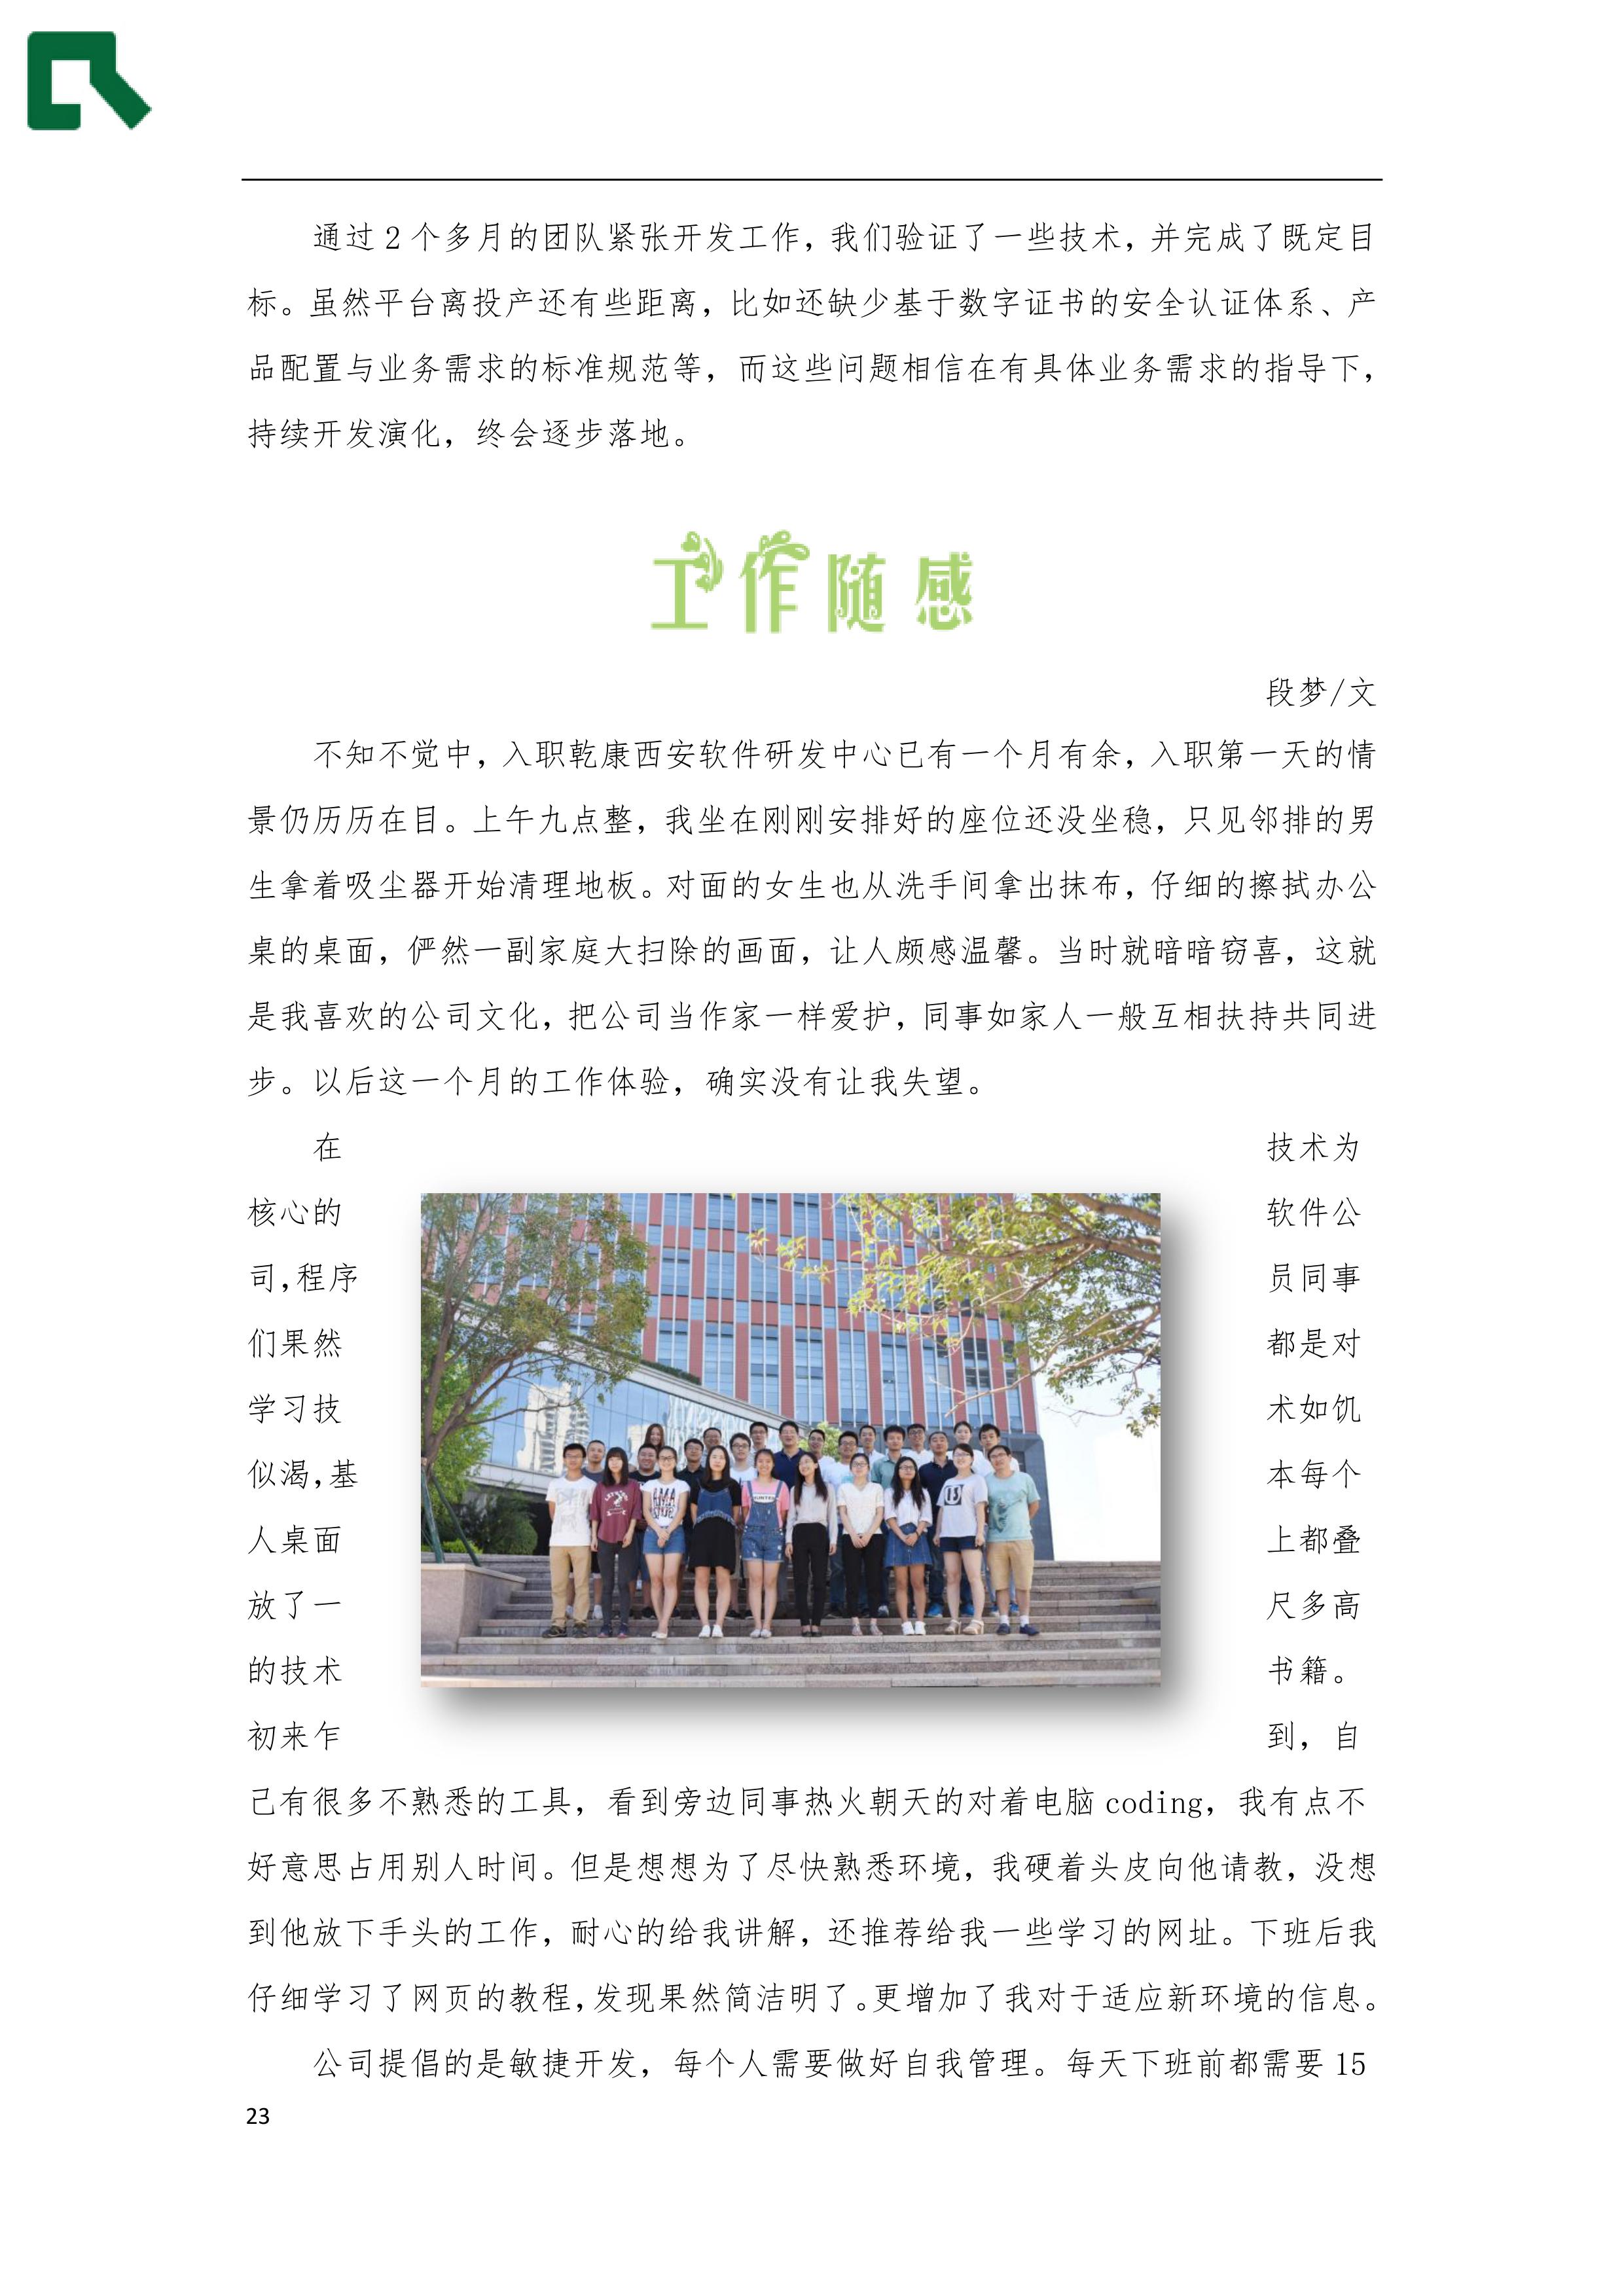 通过2个多月的团队紧张开发工作，我们验证了一些技术，并完成了既定目
标。虽然平台离投产还有些距离，比如还缺少基于数字证书的安全认证体系、产
品配置与业务需求的标准规范等，而这些问题相信在有具体业务需求的指导下，
持续开发演化，终会逐步落地。
工作随感
段梦/文
不知不觉中，入职乾康西安软件研发中心已有一个月有余，入职第一天的情
景仍历历在目。上午九点整，我坐在刚刚安排好的座位还没坐稳，只见邻排的男
生拿着吸尘器开始清理地板。对面的女生也从洗手间拿出抹布，仔细的擦拭办公
桌的桌面，俨然一副家庭大扫除的画面，让人颇感温馨。当时就暗暗窃喜，这就
是我喜欢的公司文化，把公司当作家一样爱护，同事如家人一般互相扶持共同进
步。以后这一个月的工作体验，确实没有让我失望。
在 技术为
核心的 软件公
司，程序 员同事
们果然 都是对
学习技 术如饥
似渴，基 本每个
人桌面 上都叠
放了一 尺多高
的技术 书籍。
初来乍 到，自
己有很多不熟悉的工具，看到旁边同事热火朝天的对着电脑 coding，我有点不
好意思占用别人时间。但是想想为了尽快熟悉环境，我硬着头皮向他请教，没想
到他放下手头的工作，耐心的给我讲解，还推荐给我一些学习的网址。下班后我
仔细学习了网页的教程，发现果然简洁明了。更增加了我对于适应新环境的信息。
公司提倡的是敏捷开发，每个人需要做好自我管理。每天下班前都需要 15
23